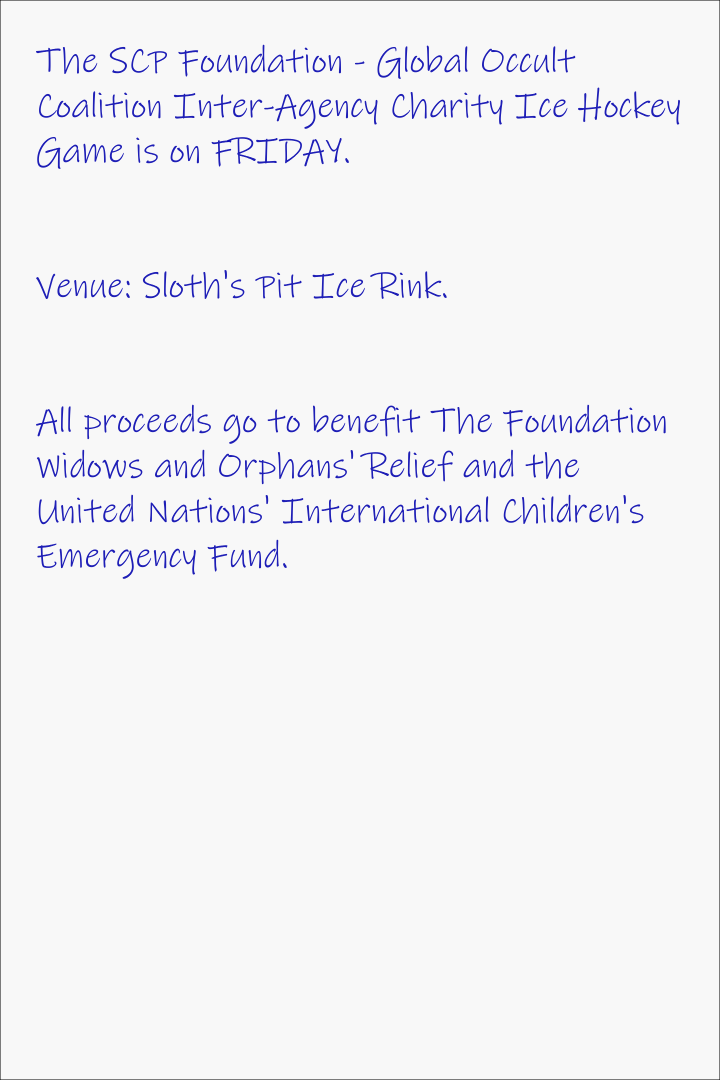 The SCP Foundation - Global Occult
Coalition Inter-Agency Charity Ice Hockey
Game is on FRIDAY.
Venue: Sloth's Pit Ice Rink.
All proceeds go to benefit The Foundation
Widows and Orphans' Relief and the
United Nations' International Children's
Emergency Fund.